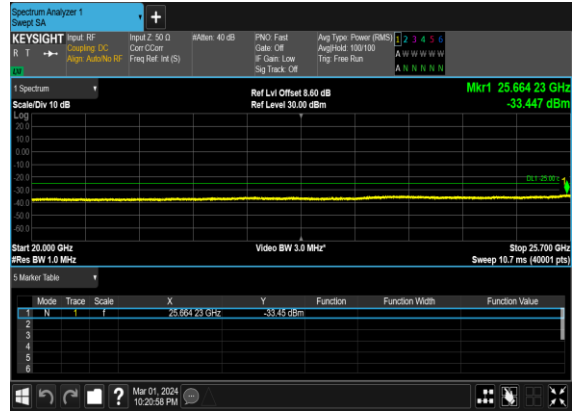 Spectrum Analyzer 1
Swept SA
+
KEYSIGHT Input: RF Input Z: 50 Ω #Atten: 40 dB PNO: Fast Avg Type: Power (RMS) 1 2 3 4 5 6
R T Coupling: DC Corr CCorr Gate: Off Avg|Hold: 100/100 A W W W W W
Align: Auto/No RF Freq Ref: Int (S) IF Gain: Low Trig: Free Run
Sig Track: Off A N N N N N
1 Spectrum Ref Lvl Offset 8.60 dB Mkr1 25.664 23 GHz
Scale/Div 10 dB Ref Level 30.00 dBm -33.447 dBm
Log
20.0
10.0
0.00
-10.0
-20.0
DL1 -25.00
-30.0
-40.0
-50.0
-60.0
Start 20.000 GHz Video BW 3.0 MHz* Stop 25.700 GHz
#Res BW 1.0 MHz Sweep 10.7 ms (40001 pts)
5 Marker Table
Mode Trace Scale X Y Function Function Width Function Value
1 N 1 f 25.664 23 GHz -33.45 dBm
2
3
4
5
6
? Mar 01, 2024
10:20:58 PM